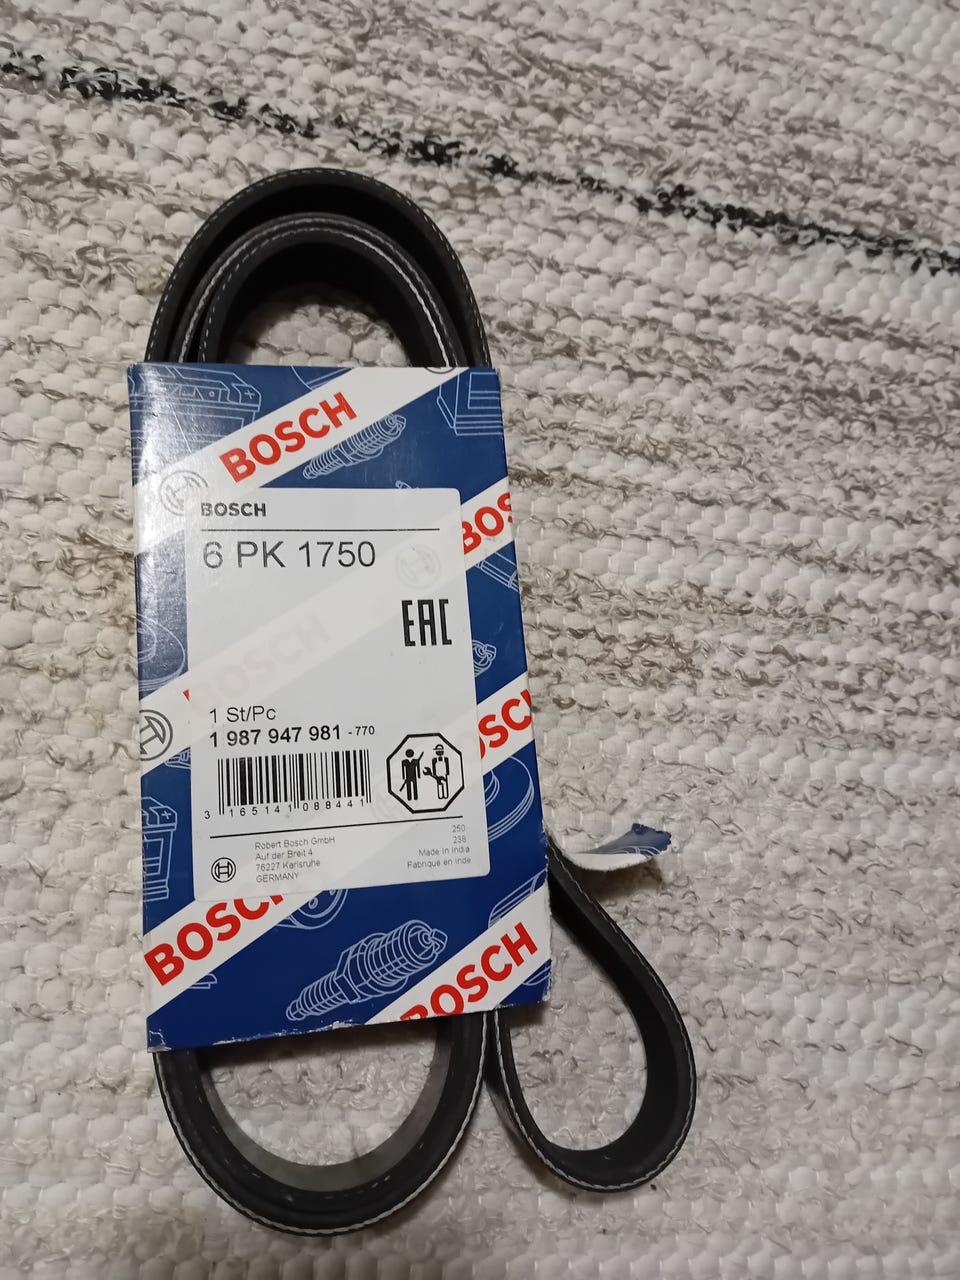 BOSCH
BOSCH
6 PK 1750
BOS
EAC
BOSCH
1 St/Pc
1 987 947 981 - 770
OSCH
3 165141 088441
Robert Bosch GmbH
Auf der Breit 4
76227 Karlsruhe
GERMANY
250
238
Made in India
Fabriqué en Inde
BOSCH
BOSCH